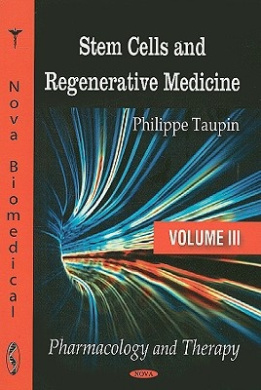 Stem Cells and
Regenerative Medicine
Philippe Taupin
Nova Biomedical
VOLUME III
Pharmacology and Therapy
NOVA